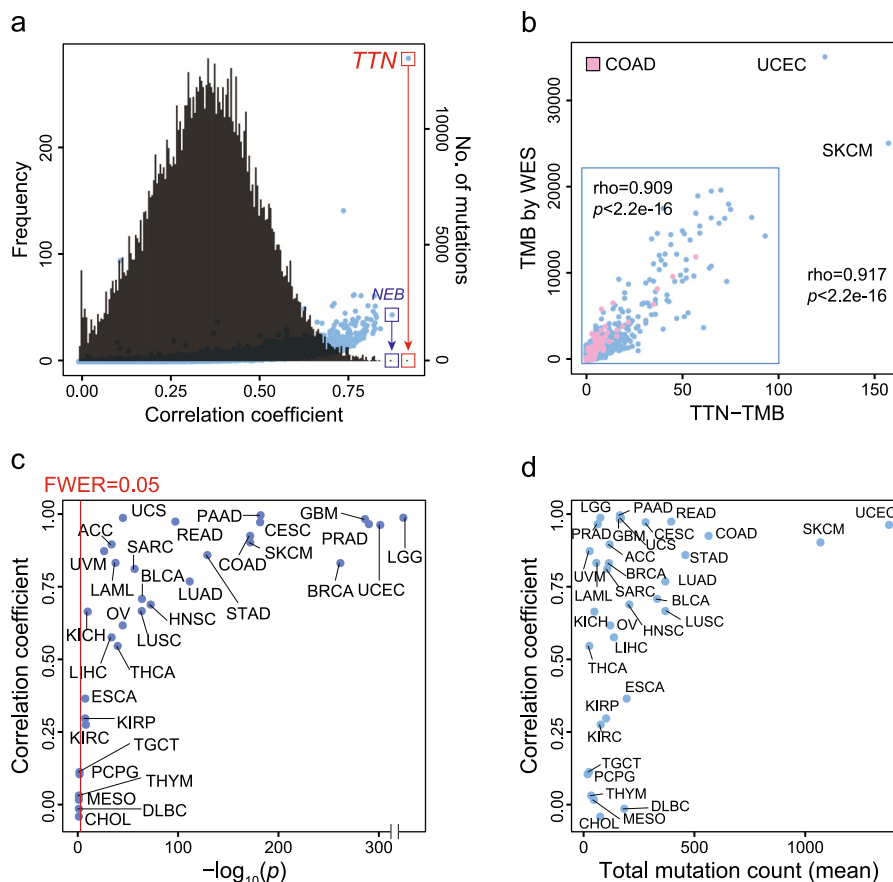 a
TTN
NEB
Frequency
0
100
200
No. of mutations
0
5000
10000
0.00
0.25
0.50
0.75
Correlation coefficient
b
COAD
UCEC
SKCM
rho=0.909
p<2.2e-16
rho=0.917
p<2.2e-16
TMB by WES
0
10000
20000
30000
0
50
100
150
TTN−TMB
c
FWER=0.05
UCS
PAAD
GBM
ACC
READ
CESC
PRAD
SARC
COAD
SKCM
LGG
UVM
BLCA
LAML
LUAD
BRCA
UCEC
STAD
OV
HNSC
KICH
LUSC
LIHC
THCA
ESCA
KIRP
KIRC
TGCT
PCPG
THYM
MESO
DLBC
CHOL
Correlation coefficient
0.00
0.25
0.50
0.75
1.00
0
100
200
300
−log10(p)
d
LGG
PAAD
READ
UCEC
PRAD
GBM
CESC
UCS
COAD
SKCM
ACC
STAD
UVM
BRCA
SARC
LUAD
LAML
BLCA
HNSC
LUSC
KICH
OV
LIHC
THCA
ESCA
KIRP
KIRC
TGCT
PCPG
THYM
DLBC
MESO
CHOL
Correlation coefficient
0.00
0.25
0.50
0.75
1.00
0
500
1000
Total mutation count (mean)